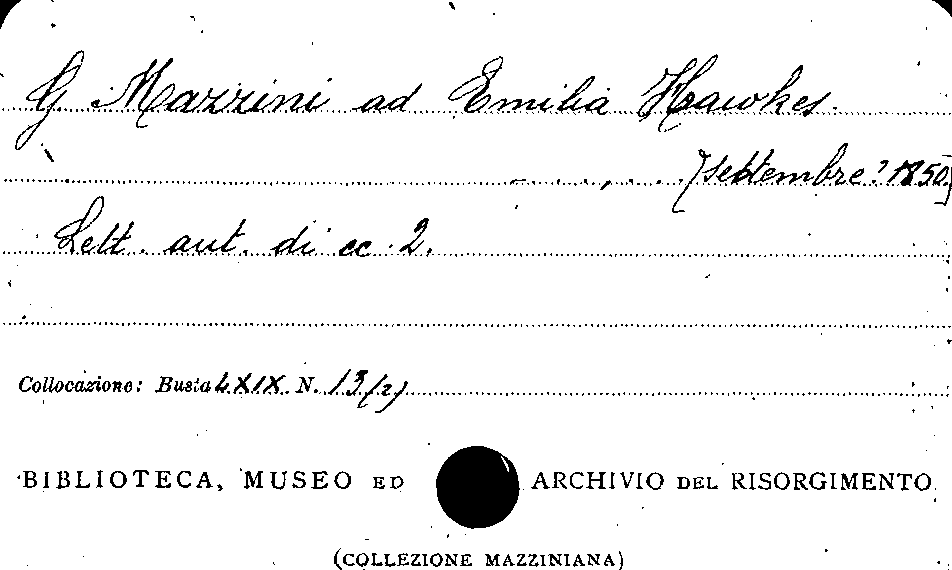 G. Mazzini ad Emilia Hawkes.
[settembre? 1850]
Lett. aut. di cc. 2.
Collocazione: Busta LXIX N. 13(2)
BIBLIOTECA, MUSEO ED ARCHIVIO DEL RISORGIMENTO
(COLLEZIONE MAZZINIANA)